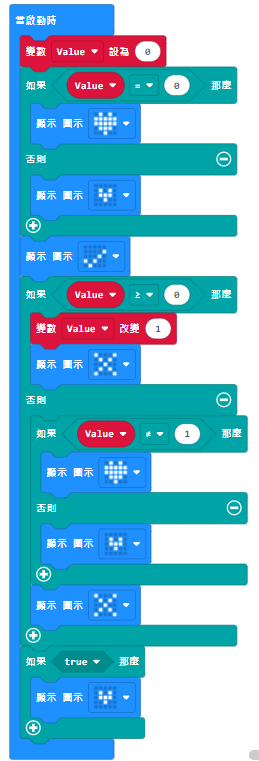 當啟動時
變數 Value 設為 0
如果 Value = 0 那麼
顯示 圖示
否則
顯示 圖示
顯示 圖示
如果 Value ≥ 0 那麼
變數 Value 改變 1
顯示 圖示
否則
如果 Value ≠ 1 那麼
顯示 圖示
否則
顯示 圖示
顯示 圖示
如果 true 那麼
顯示 圖示